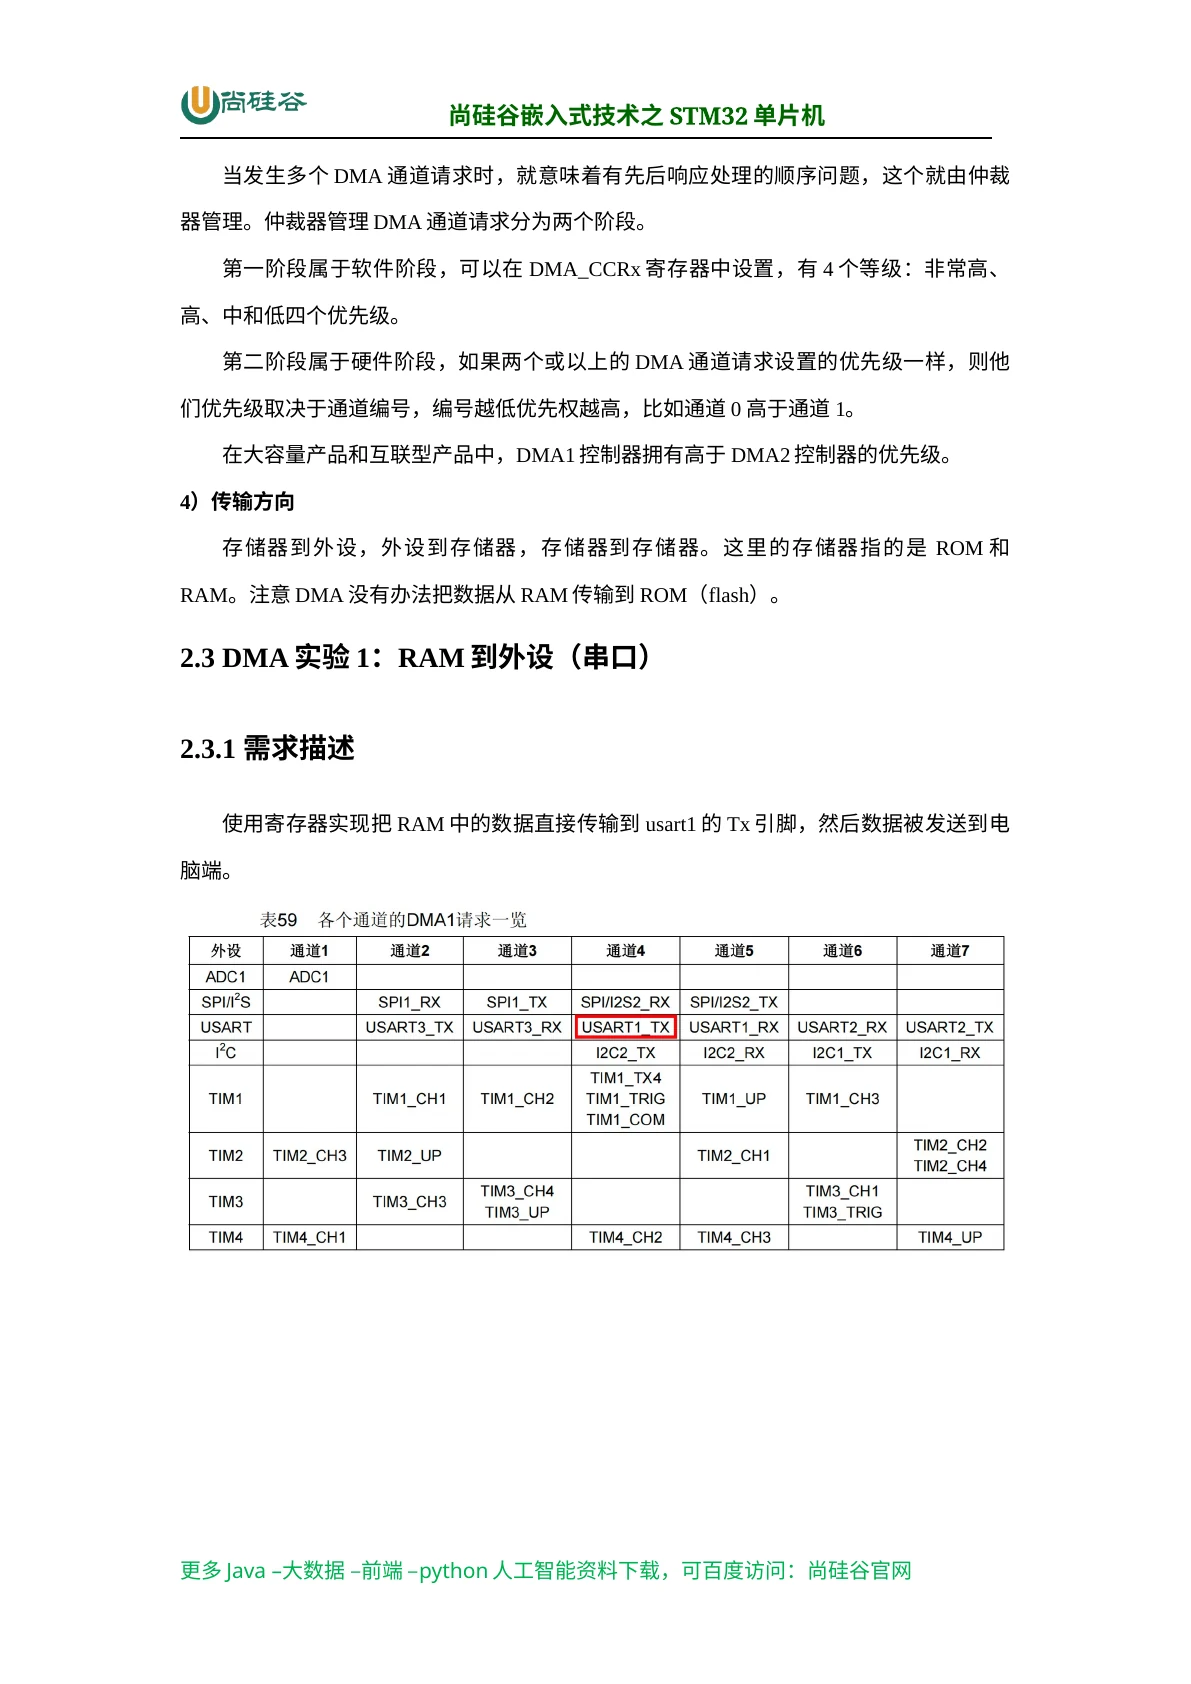 尚硅谷
尚硅谷嵌入式技术之 STM32 单片机
当发生多个 DMA 通道请求时，就意味着有先后响应处理的顺序问题，这个就由仲裁
器管理。仲裁器管理 DMA 通道请求分为两个阶段。
第一阶段属于软件阶段，可以在 DMA_CCRx 寄存器中设置，有 4 个等级：非常高、
高、中和低四个优先级。
第二阶段属于硬件阶段，如果两个或以上的 DMA 通道请求设置的优先级一样，则他
们优先级取决于通道编号，编号越低优先权越高，比如通道 0 高于通道 1。
在大容量产品和互联型产品中，DMA1 控制器拥有高于 DMA2 控制器的优先级。
4）传输方向
存储器到外设，外设到存储器，存储器到存储器。这里的存储器指的是 ROM 和
RAM。注意 DMA 没有办法把数据从 RAM 传输到 ROM（flash）。
2.3 DMA 实验 1：RAM 到外设（串口）
2.3.1 需求描述
使用寄存器实现把 RAM 中的数据直接传输到 usart1 的 Tx 引脚，然后数据被发送到电
脑端。
表59 各个通道的DMA1请求一览
外设 通道1 通道2 通道3 通道4 通道5 通道6 通道7
ADC1 ADC1
SPI/I²S SPI1_RX SPI1_TX SPI/I2S2_RX SPI/I2S2_TX
USART USART3_TX USART3_RX USART1_TX USART1_RX USART2_RX USART2_TX
I²C I2C2_TX I2C2_RX I2C1_TX I2C1_RX
TIM1 TIM1_CH1 TIM1_CH2 TIM1_TX4 TIM1_TRIG TIM1_COM TIM1_UP TIM1_CH3
TIM2 TIM2_CH3 TIM2_UP TIM2_CH1 TIM2_CH2 TIM2_CH4
TIM3 TIM3_CH3 TIM3_CH4 TIM3_UP TIM3_CH1 TIM3_TRIG
TIM4 TIM4_CH1 TIM4_CH2 TIM4_CH3 TIM4_UP
更多 Java –大数据 –前端 –python 人工智能资料下载，可百度访问：尚硅谷官网